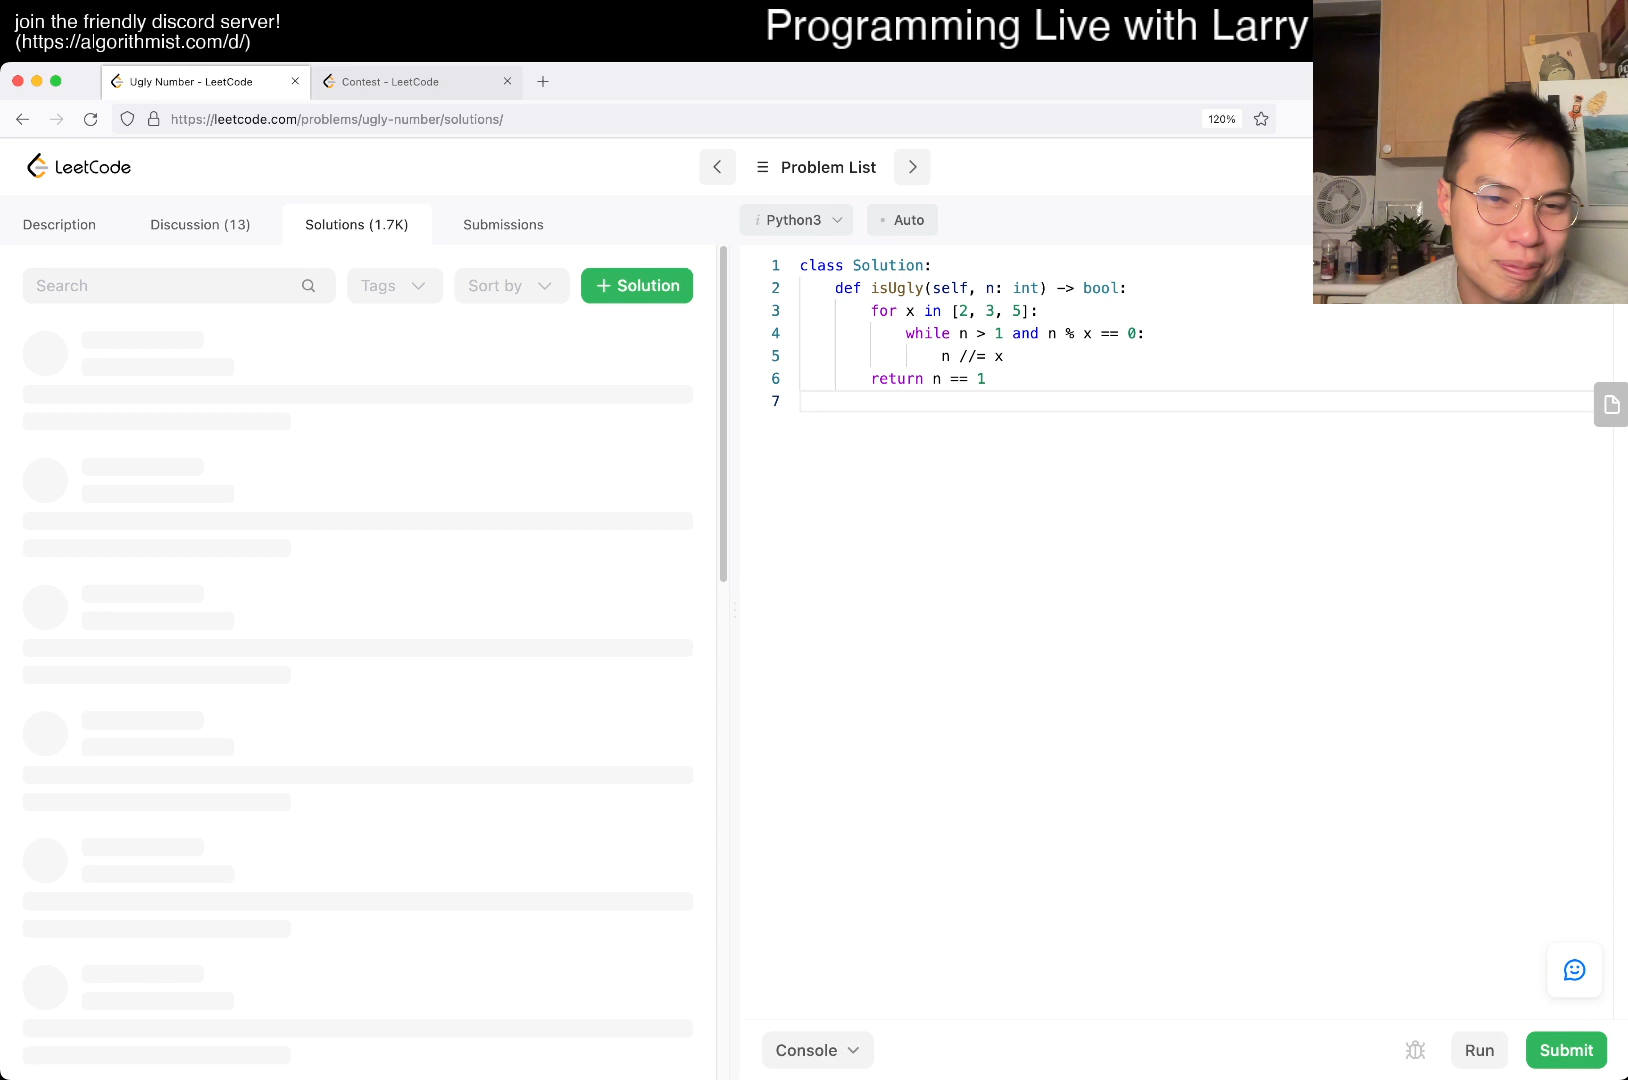 join the friendly discord server!
(https://algorithmist.com/d/)
Programming Live with Larry
Ugly Number - LeetCode
Contest - LeetCode
https://leetcode.com/problems/ugly-number/solutions/
120%
LeetCode
Problem List
Description
Discussion (13)
Solutions (1.7K)
Submissions
i Python3
Auto
Search
Tags
Sort by
+ Solution
1 class Solution:
2 def isUgly(self, n: int) -> bool:
3 for x in [2, 3, 5]:
4 while n > 1 and n % x == 0:
5 n //= x
6 return n == 1
7
Console
Run
Submit